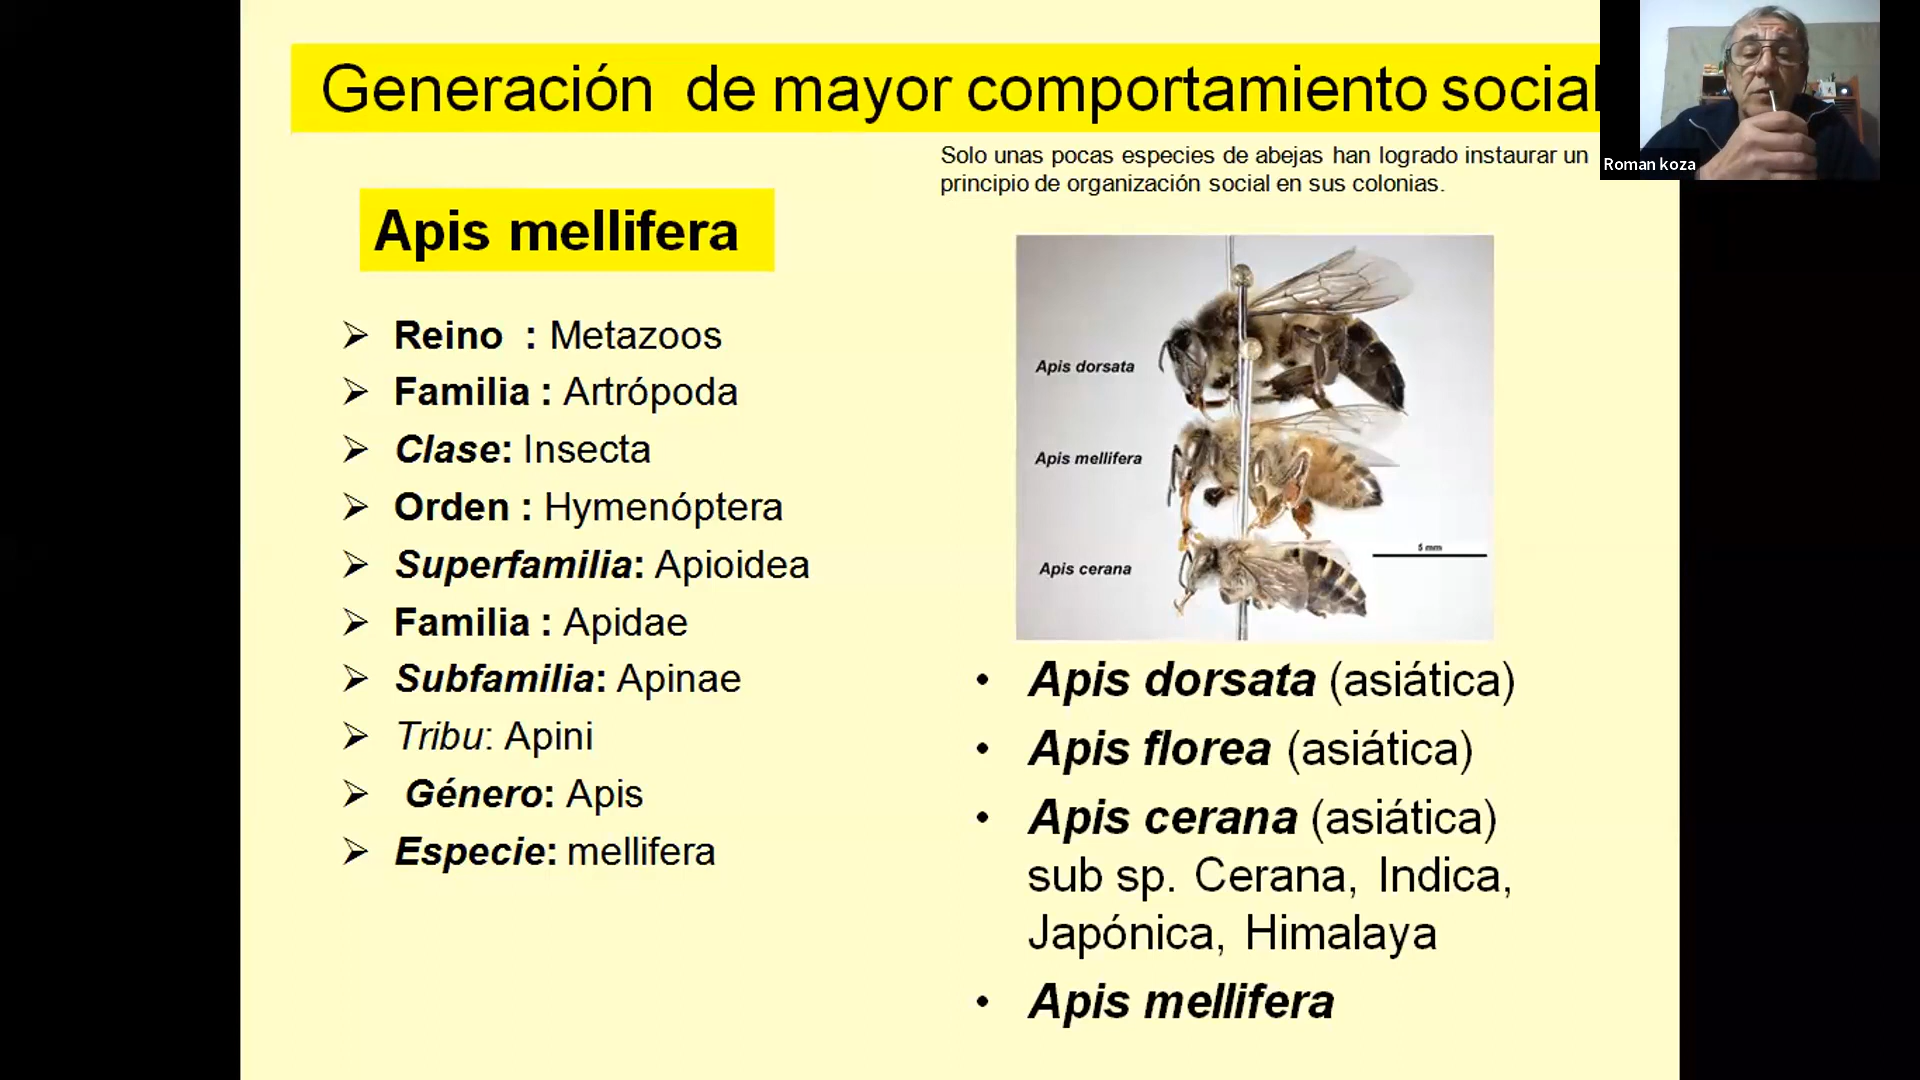 Generación de mayor comportamiento social
Roman koza
Solo unas pocas especies de abejas han logrado instaurar un
principio de organización social en sus colonias.
Apis mellifera
Reino : Metazoos
Familia : Artrópoda
Clase: Insecta
Orden : Hymenóptera
Superfamilia: Apioidea
Familia : Apidae
Subfamilia: Apinae
Tribu: Apini
Género: Apis
Especie: mellifera
Apis dorsata
Apis mellifera
Apis cerana
5 mm
Apis dorsata (asiática)
Apis florea (asiática)
Apis cerana (asiática)
sub sp. Cerana, Indica,
Japónica, Himalaya
Apis mellifera